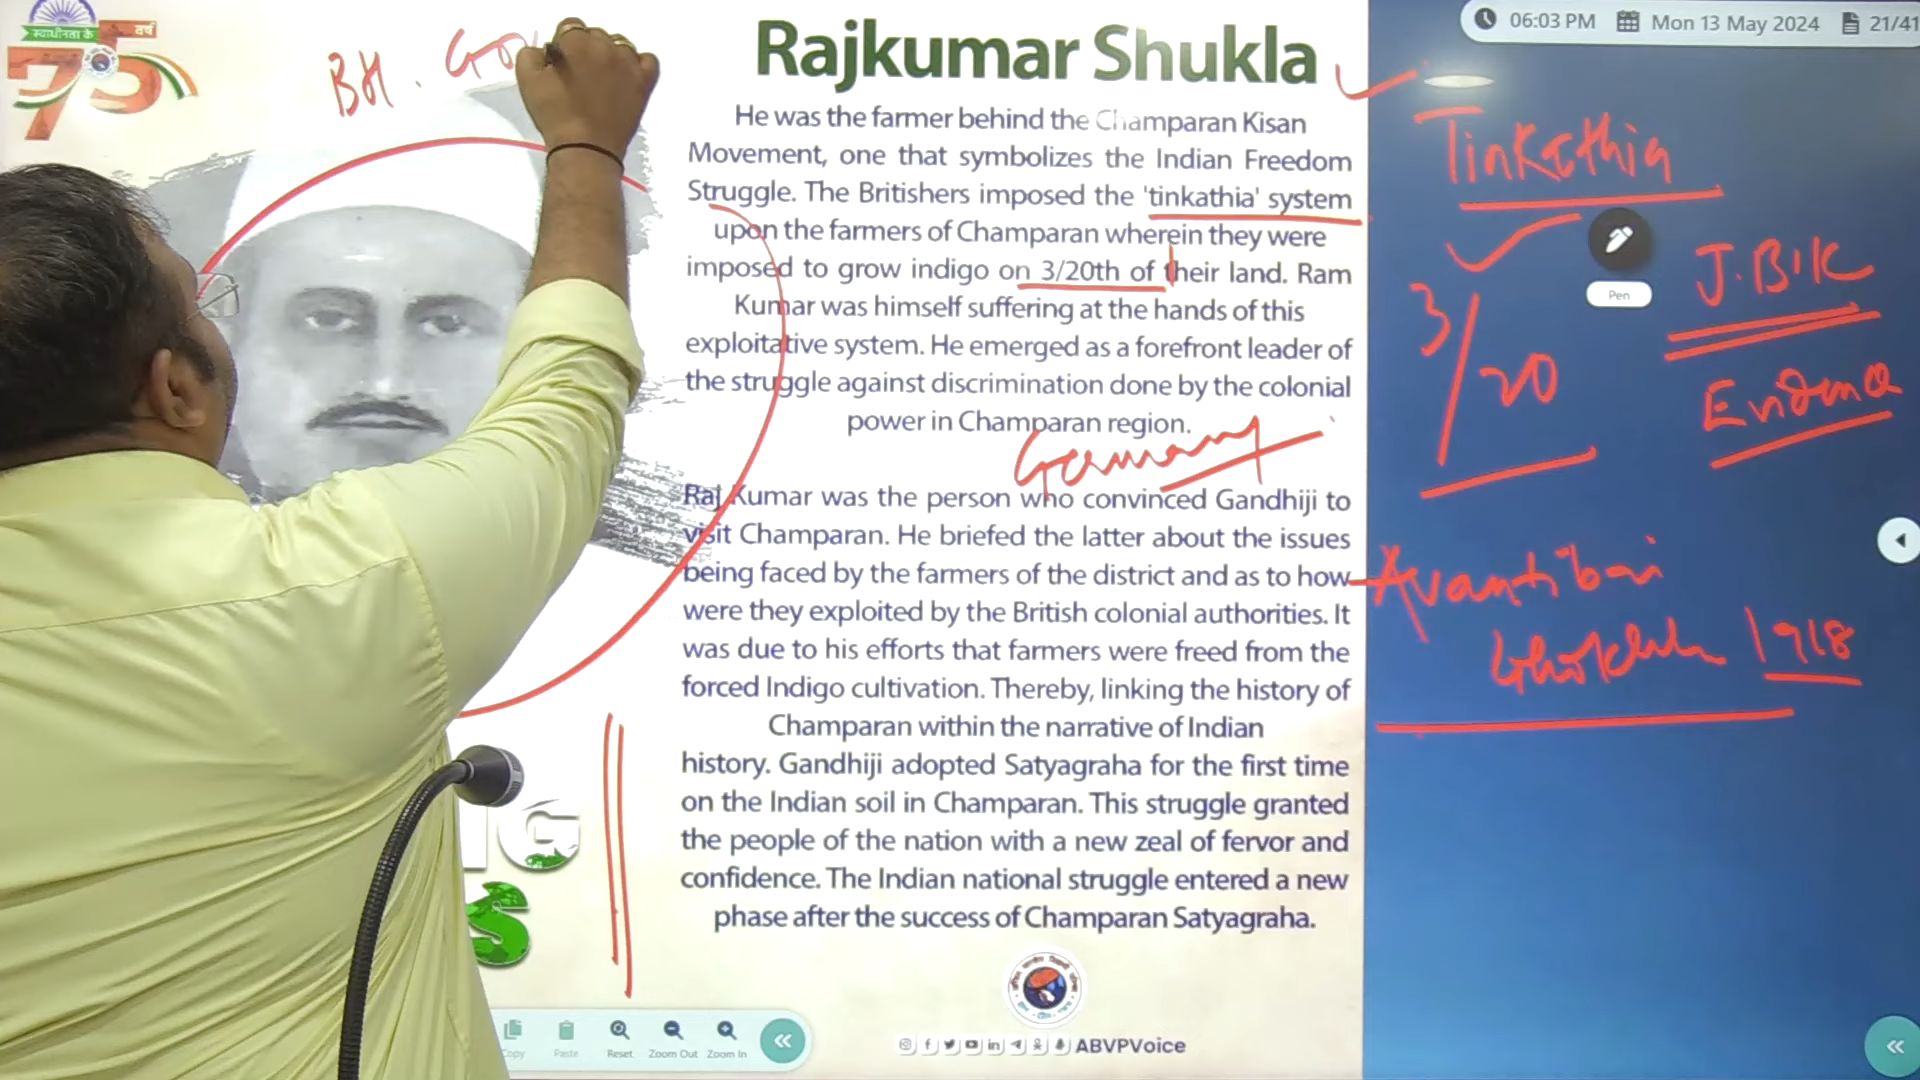 स्वाधीनता के
वर्ष
75
BH. Gov
Rajkumar Shukla
He was the farmer behind the Champaran Kisan
Movement, one that symbolizes the Indian Freedom
Struggle. The Britishers imposed the 'tinkathia' system
upon the farmers of Champaran wherein they were
imposed to grow indigo on 3/20th of their land. Ram
Kumar was himself suffering at the hands of this
exploitative system. He emerged as a forefront leader of
the struggle against discrimination done by the colonial
power in Champaran region.
Germany
Raj Kumar was the person who convinced Gandhiji to
visit Champaran. He briefed the latter about the issues
being faced by the farmers of the district and as to how
were they exploited by the British colonial authorities. It
was due to his efforts that farmers were freed from the
forced Indigo cultivation. Thereby, linking the history of
Champaran within the narrative of Indian
history. Gandhiji adopted Satyagraha for the first time
on the Indian soil in Champaran. This struggle granted
the people of the nation with a new zeal of fervor and
confidence. The Indian national struggle entered a new
phase after the success of Champaran Satyagraha.
ABVPVoice
06:03 PM Mon 13 May 2024 21/41
Tinkathia
3/20
Pen
J.B.K
Avantibai
Ghokhle 1918
Copy Paste Reset Zoom Out Zoom In